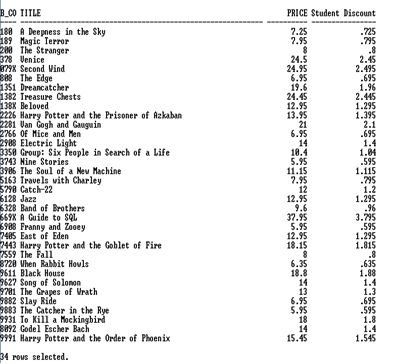 B_CO TITLE PRICE Student Discount
180 A Deepness in the Sky 7.25 .725
189 Magic Terror 7.95 .795
200 The Stranger 8 .8
378 Venice 24.5 2.45
079X Second Wind 24.95 2.495
808 The Edge 6.95 .695
1351 Dreamcatcher 19.6 1.96
1382 Treasure Chests 24.45 2.445
138X Beloved 12.95 1.295
2226 Harry Potter and the Prisoner of Azkaban 13.95 1.395
2281 Van Gogh and Gauguin 21 2.1
2766 Of Mice and Men 6.95 .695
2908 Electric Light 14 1.4
3350 Group: Six People in Search of a Life 10.4 1.04
3743 Nine Stories 5.95 .595
3906 The Soul of a New Machine 11.15 1.115
5163 Travels with Charley 7.95 .795
5790 Catch-22 12 1.2
6128 Jazz 12.95 1.295
6328 Band of Brothers 9.6 .96
669X A Guide to SQL 37.95 3.795
6908 Franny and Zooey 5.95 .595
7405 East of Eden 12.95 1.295
7443 Harry Potter and the Goblet of Fire 18.15 1.815
7559 The Fall 8 .8
8720 When Rabbit Howls 6.35 .635
9611 Black House 18.8 1.88
9627 Song of Solomon 14 1.4
9701 The Grapes of Wrath 13 1.3
9882 Slay Ride 6.95 .695
9883 The Catcher in the Rye 5.95 .595
9931 To Kill a Mockingbird 18 1.8
8092 Godel Escher Bach 14 1.4
9991 Harry Potter and the Order of Phoenix 15.45 1.545
34 rows selected.